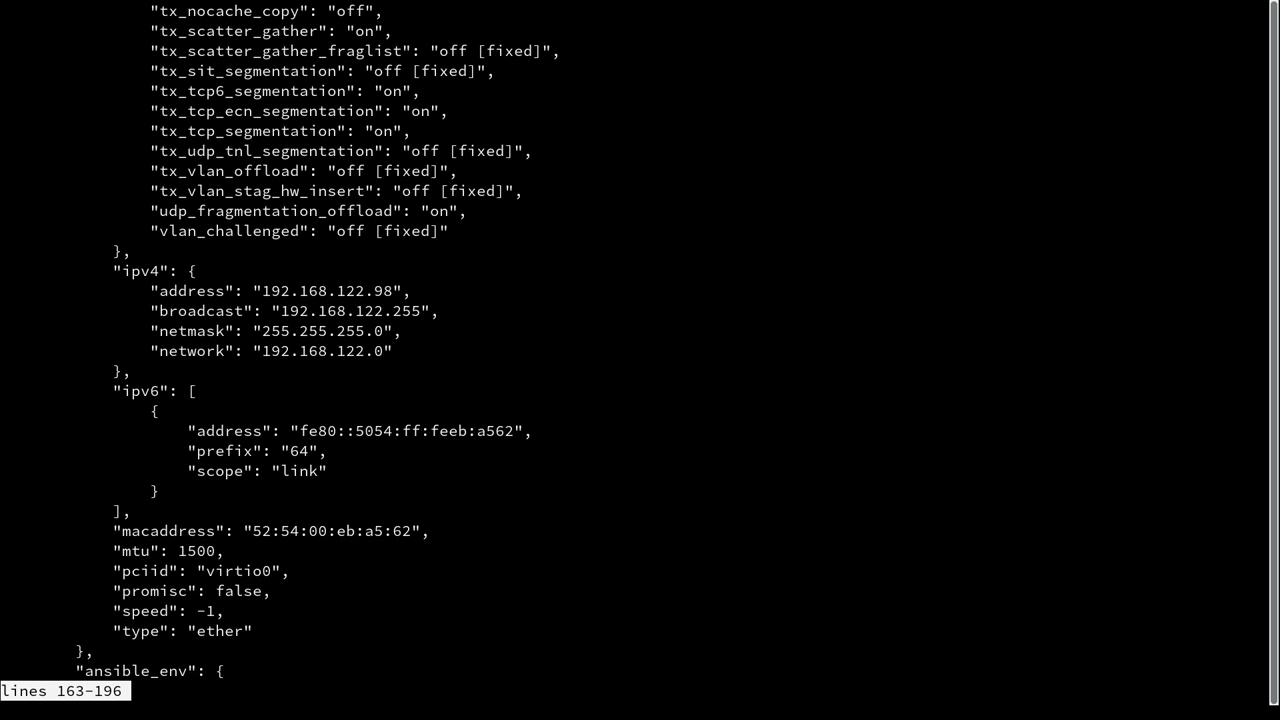 "tx_nocache_copy": "off",
"tx_scatter_gather": "on",
"tx_scatter_gather_fraglist": "off [fixed]",
"tx_sit_segmentation": "off [fixed]",
"tx_tcp6_segmentation": "on",
"tx_tcp_ecn_segmentation": "on",
"tx_tcp_segmentation": "on",
"tx_udp_tnl_segmentation": "off [fixed]",
"tx_vlan_offload": "off [fixed]",
"tx_vlan_stag_hw_insert": "off [fixed]",
"udp_fragmentation_offload": "on",
"vlan_challenged": "off [fixed]"
},
"ipv4": {
"address": "192.168.122.98",
"broadcast": "192.168.122.255",
"netmask": "255.255.255.0",
"network": "192.168.122.0"
},
"ipv6": [
{
"address": "fe80::5054:ff:feeb:a562",
"prefix": "64",
"scope": "link"
}
],
"macaddress": "52:54:00:eb:a5:62",
"mtu": 1500,
"pciid": "virtio0",
"promisc": false,
"speed": -1,
"type": "ether"
},
"ansible_env": {
lines 163-196